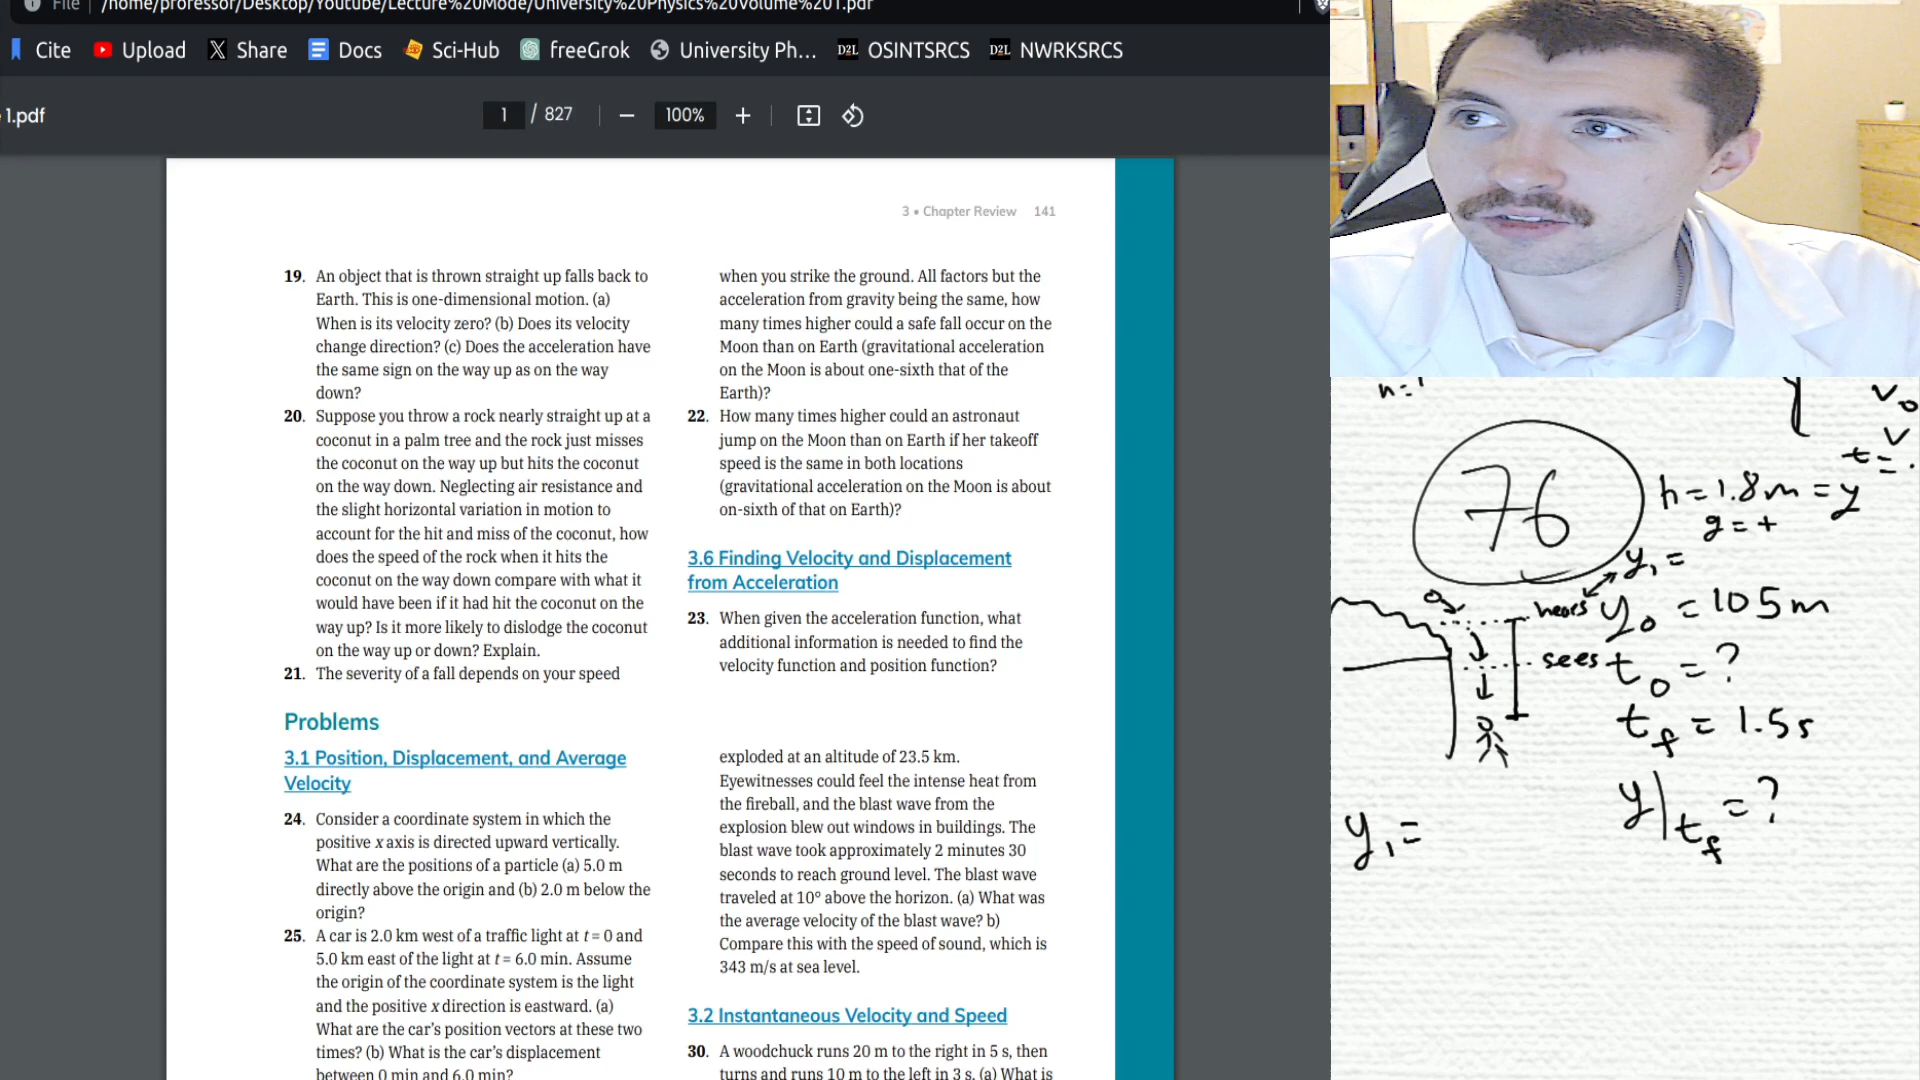 File /home/professor/Desktop/Youtube/Lecture%20Mode/University%20Physics%20Volume%201.pdf
Cite Upload Share Docs Sci-Hub freeGrok University Ph... D2L OSINTSRCS D2L NWRKSRCS
1.pdf 1 / 827 − 100% +
3 • Chapter Review 141
19. An object that is thrown straight up falls back to
Earth. This is one-dimensional motion. (a)
When is its velocity zero? (b) Does its velocity
change direction? (c) Does the acceleration have
the same sign on the way up as on the way
down?
20. Suppose you throw a rock nearly straight up at a
coconut in a palm tree and the rock just misses
the coconut on the way up but hits the coconut
on the way down. Neglecting air resistance and
the slight horizontal variation in motion to
account for the hit and miss of the coconut, how
does the speed of the rock when it hits the
coconut on the way down compare with what it
would have been if it had hit the coconut on the
way up? Is it more likely to dislodge the coconut
on the way up or down? Explain.
21. The severity of a fall depends on your speed
when you strike the ground. All factors but the
acceleration from gravity being the same, how
many times higher could a safe fall occur on the
Moon than on Earth (gravitational acceleration
on the Moon is about one-sixth that of the
Earth)?
22. How many times higher could an astronaut
jump on the Moon than on Earth if her takeoff
speed is the same in both locations
(gravitational acceleration on the Moon is about
on-sixth of that on Earth)?
3.6 Finding Velocity and Displacement
from Acceleration
23. When given the acceleration function, what
additional information is needed to find the
velocity function and position function?
Problems
3.1 Position, Displacement, and Average
Velocity
24. Consider a coordinate system in which the
positive x axis is directed upward vertically.
What are the positions of a particle (a) 5.0 m
directly above the origin and (b) 2.0 m below the
origin?
25. A car is 2.0 km west of a traffic light at t = 0 and
5.0 km east of the light at t = 6.0 min. Assume
the origin of the coordinate system is the light
and the positive x direction is eastward. (a)
What are the car's position vectors at these two
times? (b) What is the car's displacement
between 0 min and 6.0 min?
exploded at an altitude of 23.5 km.
Eyewitnesses could feel the intense heat from
the fireball, and the blast wave from the
explosion blew out windows in buildings. The
blast wave took approximately 2 minutes 30
seconds to reach ground level. The blast wave
traveled at 10° above the horizon. (a) What was
the average velocity of the blast wave? b)
Compare this with the speed of sound, which is
343 m/s at sea level.
3.2 Instantaneous Velocity and Speed
30. A woodchuck runs 20 m to the right in 5 s, then
turns and runs 10 m to the left in 3 s. (a) What is
v₀
v
t =
76
h = 1.8m = y
g = +
y₁ =
hears y₀ = 105m
sees t₀ = ?
t_f = 1.5s
y|t_f = ?
y₁ =